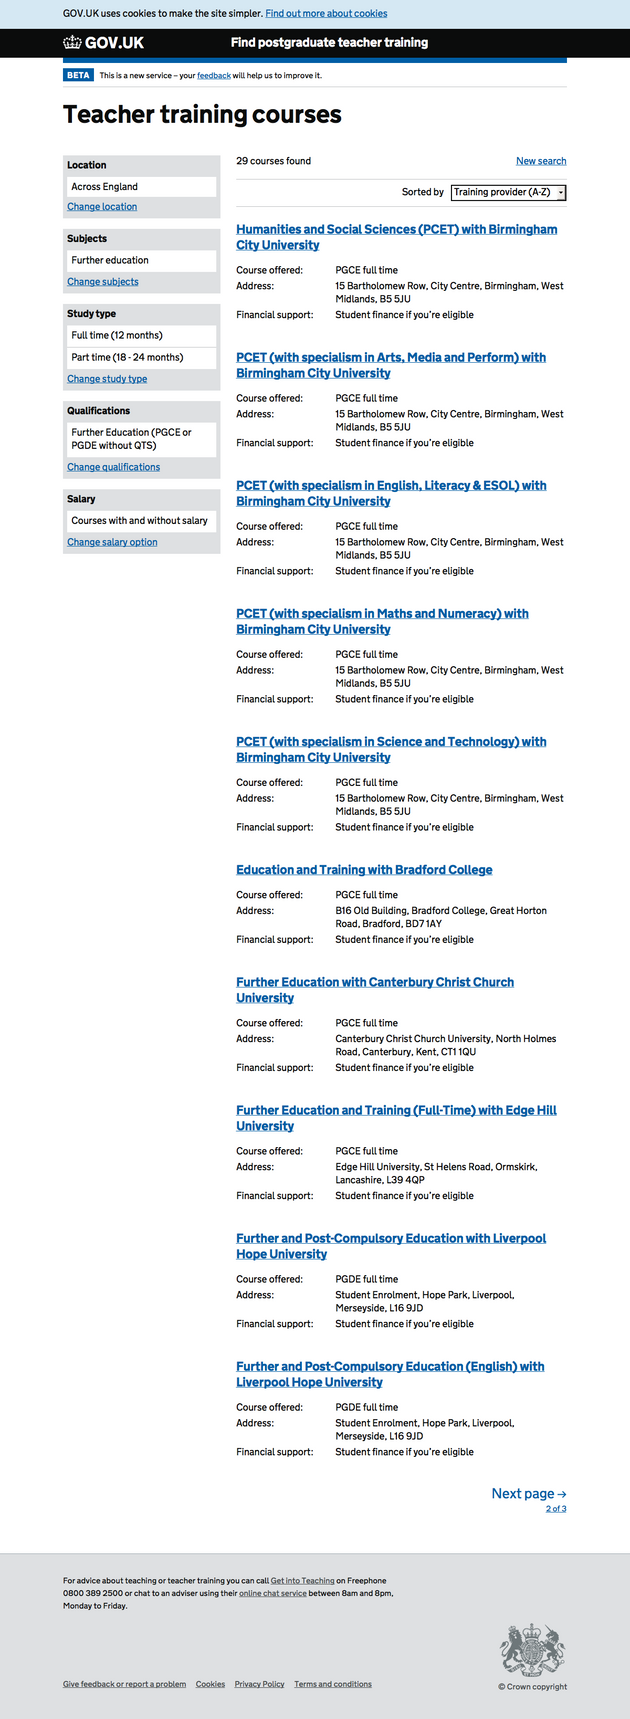 GOV.UK uses cookies to make the site simpler. Find out more about cookies
GOV.UK
Find postgraduate teacher training
BETA This is a new service – your feedback will help us to improve it.
Teacher training courses
Location
Across England
Change location
Subjects
Further education
Change subjects
Study type
Full time (12 months)
Part time (18 - 24 months)
Change study type
Qualifications
Further Education (PGCE or
PGDE without QTS)
Change qualifications
Salary
Courses with and without salary
Change salary option
29 courses found
New search
Sorted by Training provider (A-Z)
Humanities and Social Sciences (PCET) with Birmingham
City University
Course offered: PGCE full time
Address: 15 Bartholomew Row, City Centre, Birmingham, West
Midlands, B5 5JU
Financial support: Student finance if you're eligible
PCET (with specialism in Arts, Media and Perform) with
Birmingham City University
Course offered: PGCE full time
Address: 15 Bartholomew Row, City Centre, Birmingham, West
Midlands, B5 5JU
Financial support: Student finance if you're eligible
PCET (with specialism in English, Literacy & ESOL) with
Birmingham City University
Course offered: PGCE full time
Address: 15 Bartholomew Row, City Centre, Birmingham, West
Midlands, B5 5JU
Financial support: Student finance if you're eligible
PCET (with specialism in Maths and Numeracy) with
Birmingham City University
Course offered: PGCE full time
Address: 15 Bartholomew Row, City Centre, Birmingham, West
Midlands, B5 5JU
Financial support: Student finance if you're eligible
PCET (with specialism in Science and Technology) with
Birmingham City University
Course offered: PGCE full time
Address: 15 Bartholomew Row, City Centre, Birmingham, West
Midlands, B5 5JU
Financial support: Student finance if you're eligible
Education and Training with Bradford College
Course offered: PGCE full time
Address: B16 Old Building, Bradford College, Great Horton
Road, Bradford, BD7 1AY
Financial support: Student finance if you're eligible
Further Education with Canterbury Christ Church
University
Course offered: PGCE full time
Address: Canterbury Christ Church University, North Holmes
Road, Canterbury, Kent, CT1 1QU
Financial support: Student finance if you're eligible
Further Education and Training (Full-Time) with Edge Hill
University
Course offered: PGCE full time
Address: Edge Hill University, St Helens Road, Ormskirk,
Lancashire, L39 4QP
Financial support: Student finance if you're eligible
Further and Post-Compulsory Education with Liverpool
Hope University
Course offered: PGDE full time
Address: Student Enrolment, Hope Park, Liverpool,
Merseyside, L16 9JD
Financial support: Student finance if you're eligible
Further and Post-Compulsory Education (English) with
Liverpool Hope University
Course offered: PGDE full time
Address: Student Enrolment, Hope Park, Liverpool,
Merseyside, L16 9JD
Financial support: Student finance if you're eligible
Next page →
2 of 3
For advice about teaching or teacher training you can call Get into Teaching on Freephone
0800 389 2500 or chat to an adviser using their online chat service between 8am and 8pm,
Monday to Friday.
Give feedback or report a problem Cookies Privacy Policy Terms and conditions
© Crown copyright